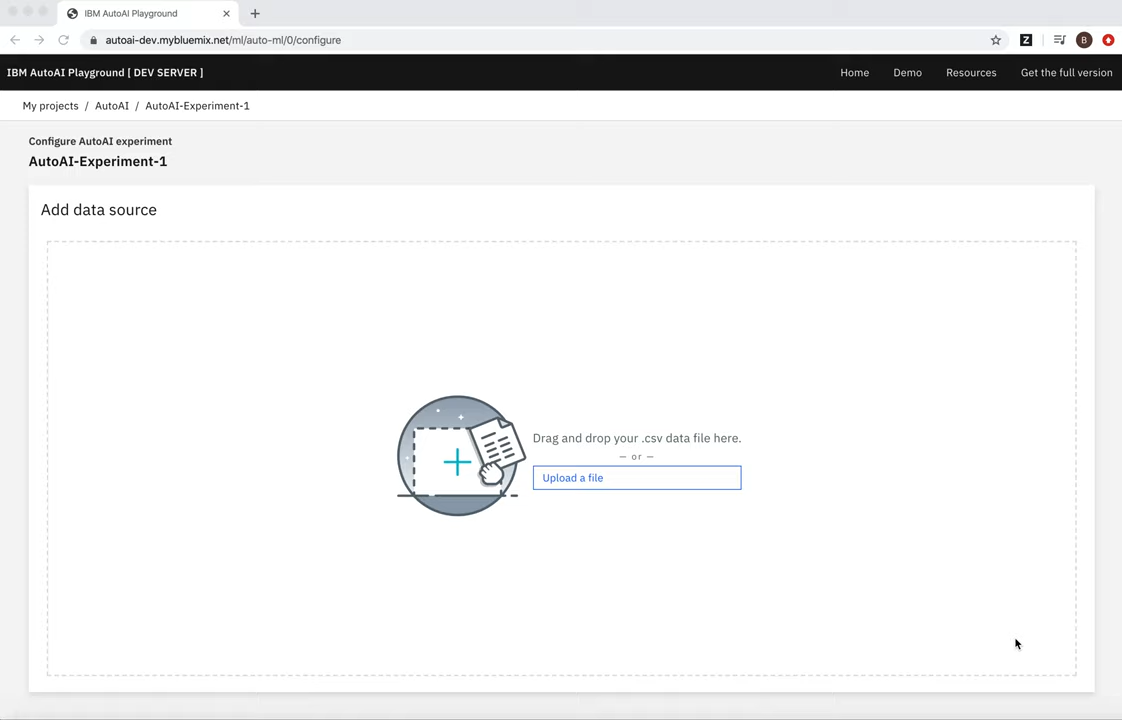 IBM AutoAI Playground
autoai-dev.mybluemix.net/ml/auto-ml/0/configure
Z
B
IBM AutoAI Playground [ DEV SERVER ]
Home
Demo
Resources
Get the full version
My projects / AutoAI / AutoAI-Experiment-1
Configure AutoAI experiment
AutoAI-Experiment-1
Add data source
Drag and drop your .csv data file here.
— or —
Upload a file